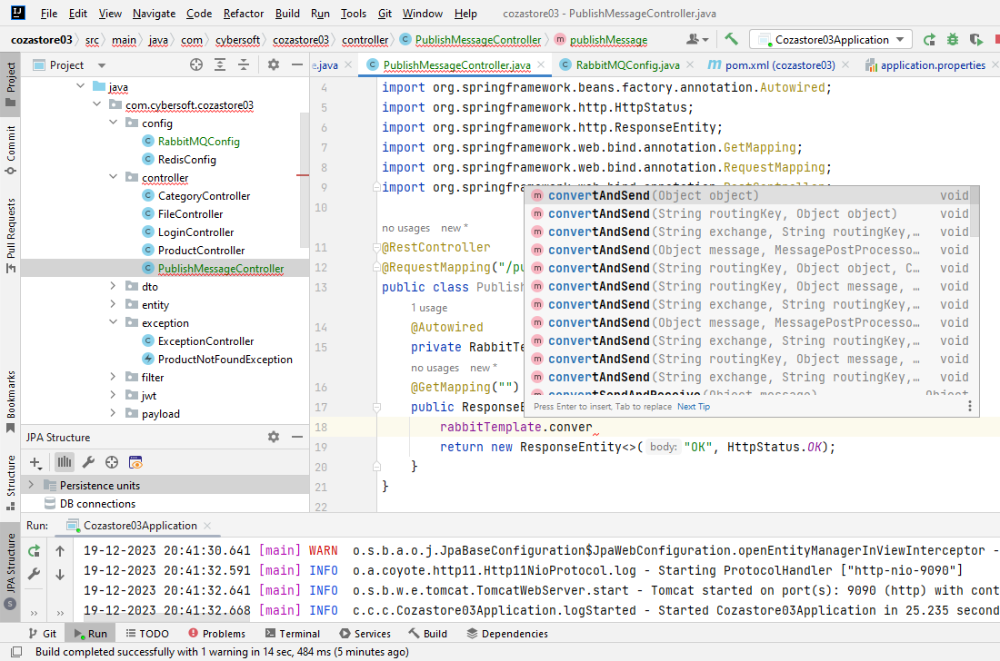 File Edit View Navigate Code Refactor Build Run Tools Git Window Help cozastore03 - PublishMessageController.java
cozastore03 src main java com cybersoft cozastore03 controller PublishMessageController publishMessage Cozastore03Application
Project e.java PublishMessageController.java RabbitMQConfig.java pom.xml (cozastore03) application.properties
Project
Commit
Pull Requests
Bookmarks
Structure
JPA Structure
java
com.cybersoft.cozastore03
config
RabbitMQConfig
RedisConfig
controller
CategoryController
FileController
LoginController
ProductController
PublishMessageController
dto
entity
exception
ExceptionController
ProductNotFoundException
filter
jwt
payload
JPA Structure
Persistence units
DB connections
4 import org.springframework.beans.factory.annotation.Autowired;
5 import org.springframework.http.HttpStatus;
6 import org.springframework.http.ResponseEntity;
7 import org.springframework.web.bind.annotation.GetMapping;
8 import org.springframework.web.bind.annotation.RequestMapping;
9 import org.springfram
10
no usages new *
11 @RestController
12 @RequestMapping("/pu
13 public class Publish
1 usage
14 @Autowired
15 private RabbitTe
no usages new *
16 @GetMapping("")
17 public ResponseE
18 rabbitTemplate.conver
19 return new ResponseEntity<>( body: "OK", HttpStatus.OK);
20 }
21 }
22
m convertAndSend(Object object) void
m convertAndSend(String routingKey, Object object) void
m convertAndSend(String exchange, String routingKey,… void
m convertAndSend(Object message, MessagePostProcesso… void
m convertAndSend(String routingKey, Object object, C… void
m convertAndSend(String routingKey, Object message, … void
m convertAndSend(String exchange, String routingKey,… void
m convertAndSend(Object message, MessagePostProcesso… void
m convertAndSend(String exchange, String routingKey,… void
m convertAndSend(String routingKey, Object message, … void
m convertAndSend(String exchange, String routingKey,… void
m convertSendAndReceive(Object message) Object
Press Enter to insert, Tab to replace Next Tip
Run: Cozastore03Application
19-12-2023 20:41:30.641 [main] WARN o.s.b.a.o.j.JpaBaseConfiguration$JpaWebConfiguration.openEntityManagerInViewInterceptor -
19-12-2023 20:41:32.591 [main] INFO o.a.coyote.http11.Http11NioProtocol.log - Starting ProtocolHandler ["http-nio-9090"]
19-12-2023 20:41:32.641 [main] INFO o.s.b.w.e.tomcat.TomcatWebServer.start - Tomcat started on port(s): 9090 (http) with cont
19-12-2023 20:41:32.668 [main] INFO c.c.c.Cozastore03Application.logStarted - Started Cozastore03Application in 25.235 second
Git Run TODO Problems Terminal Services Build Dependencies
Build completed successfully with 1 warning in 14 sec, 484 ms (5 minutes ago)